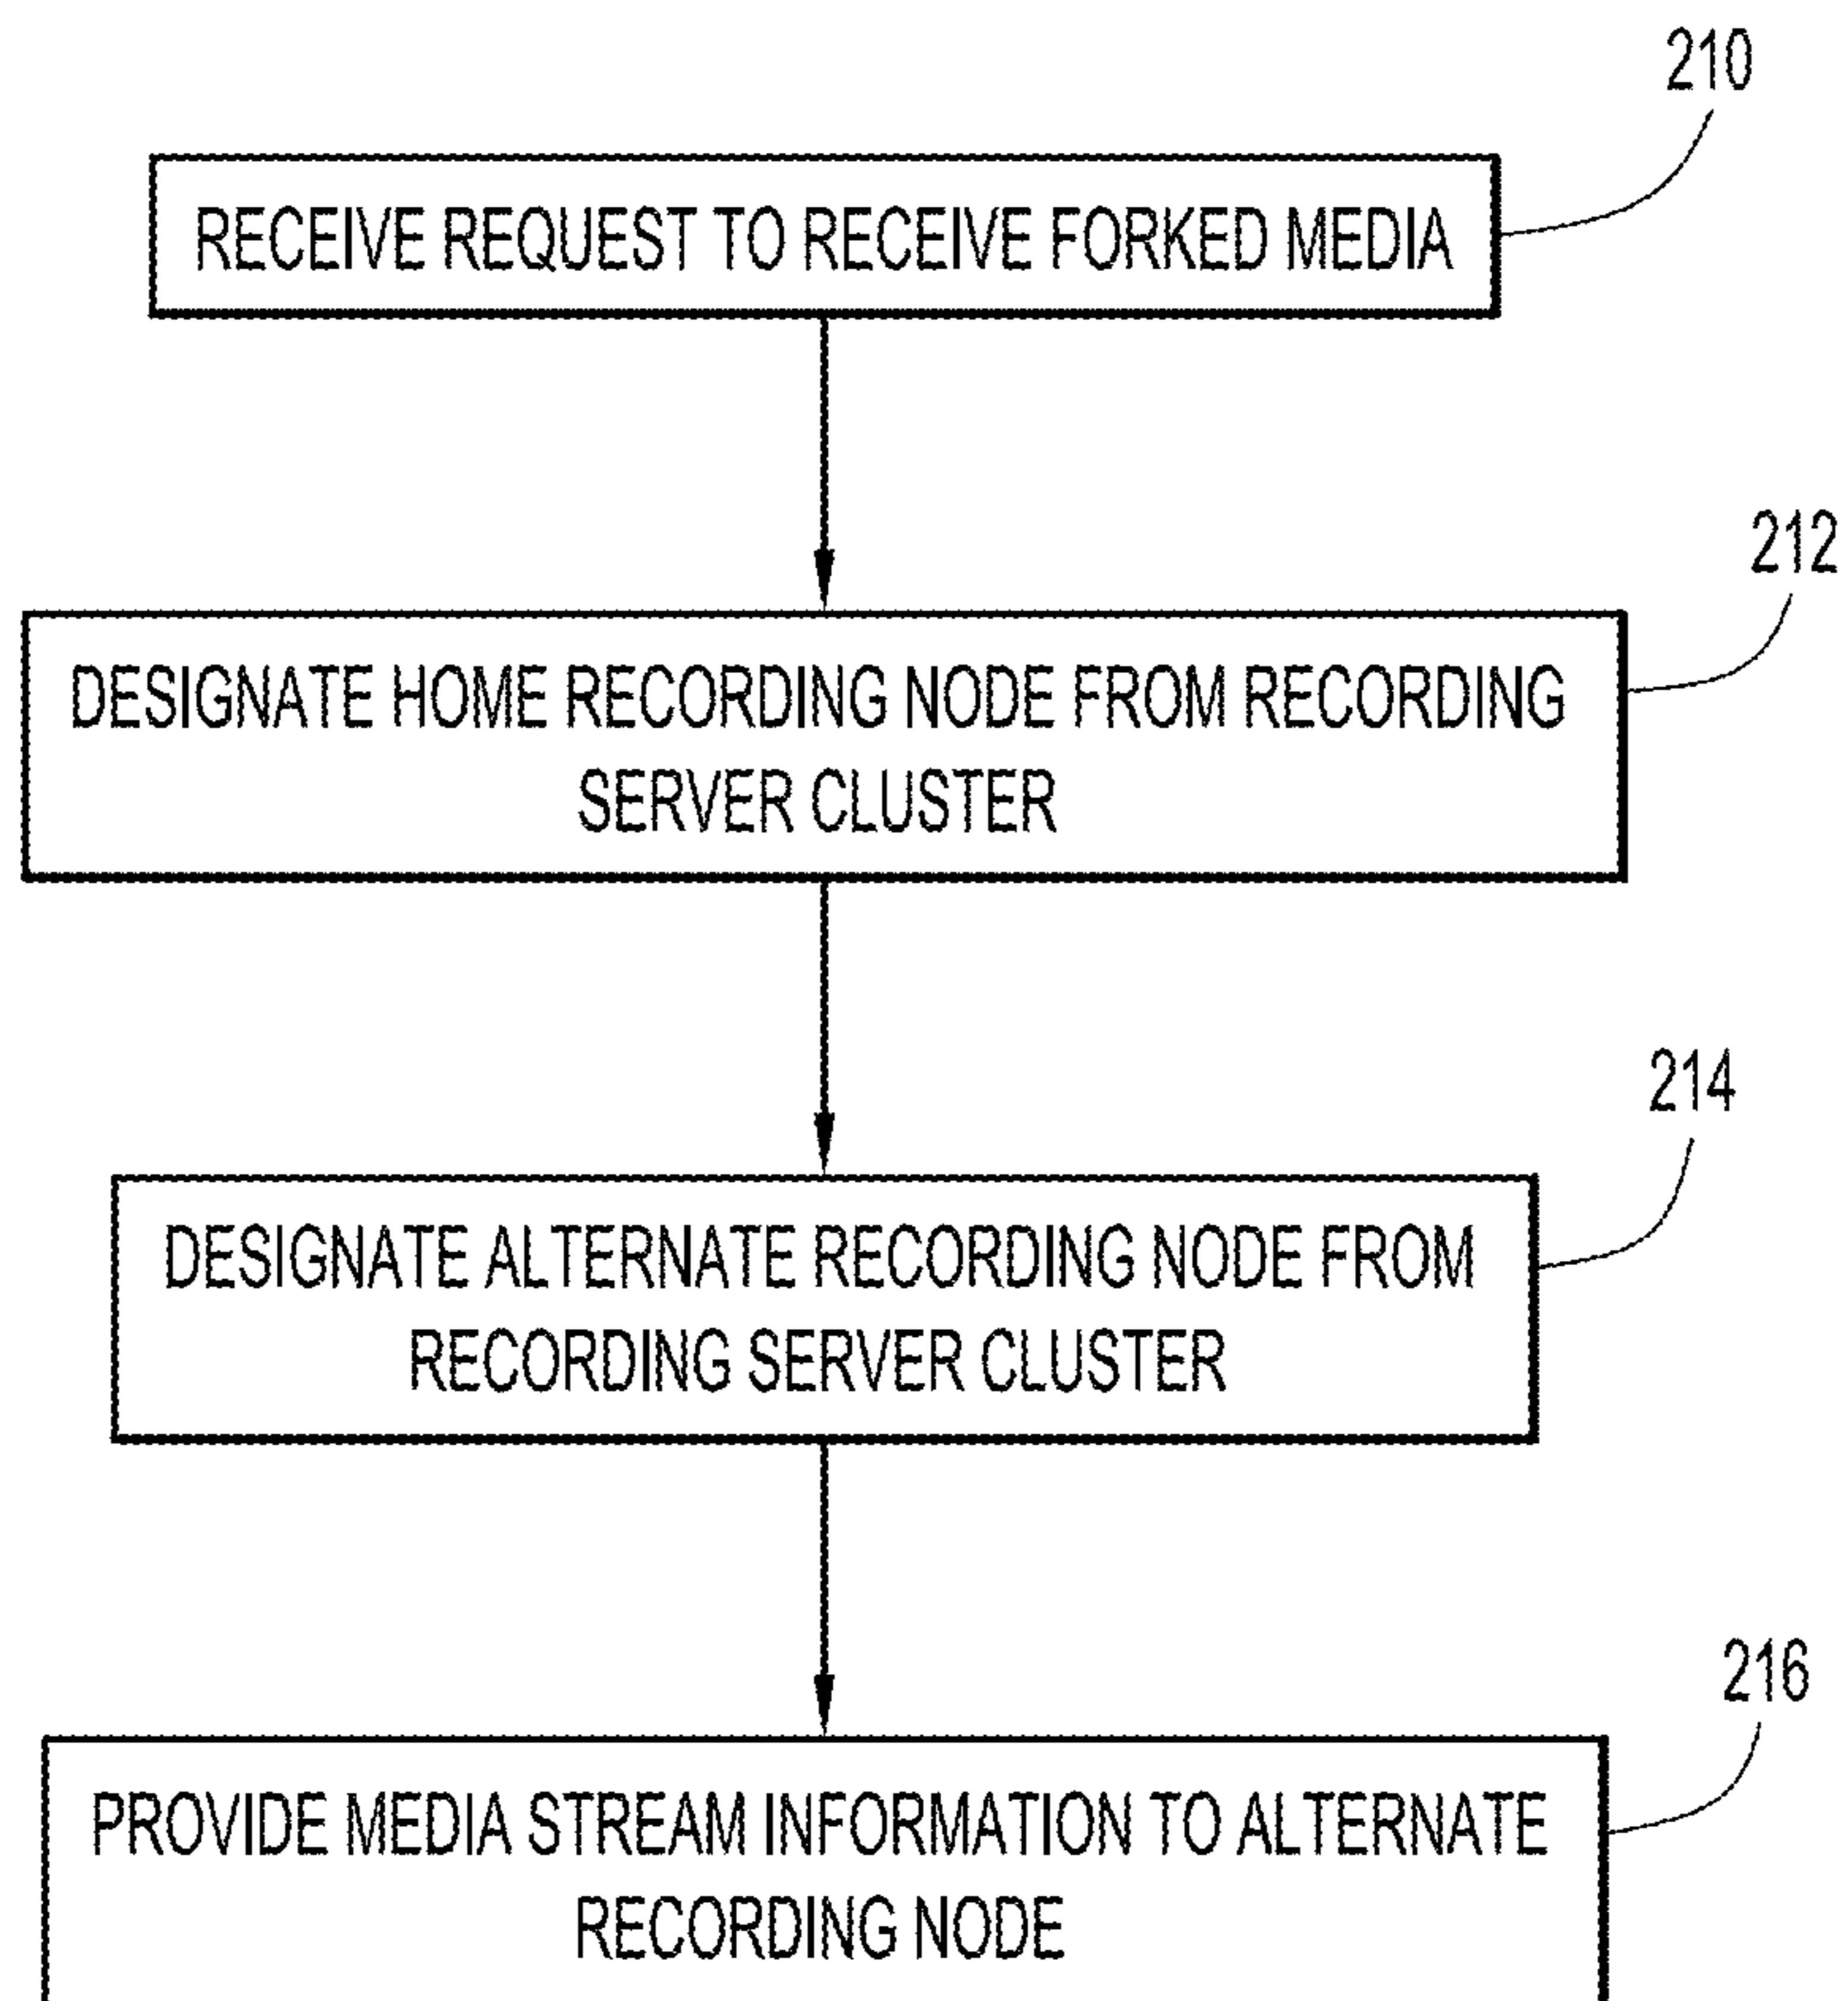 210
RECEIVE REQUEST TO RECEIVE FORKED MEDIA
212
DESIGNATE HOME RECORDING NODE FROM RECORDING
SERVER CLUSTER
214
DESIGNATE ALTERNATE RECORDING NODE FROM
RECORDING SERVER CLUSTER
216
PROVIDE MEDIA STREAM INFORMATION TO ALTERNATE
RECORDING NODE